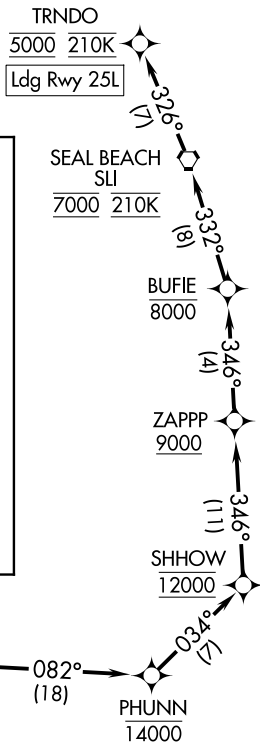 TRNDO
5000 210K
Ldg Rwy 25L
326°
(7)
SEAL BEACH
SLI
7000 210K
332°
(8)
BUFIE
8000
346°
(4)
ZAPPP
9000
346°
(11)
SHHOW
12000
034°
(7)
082°
(18)
PHUNN
14000